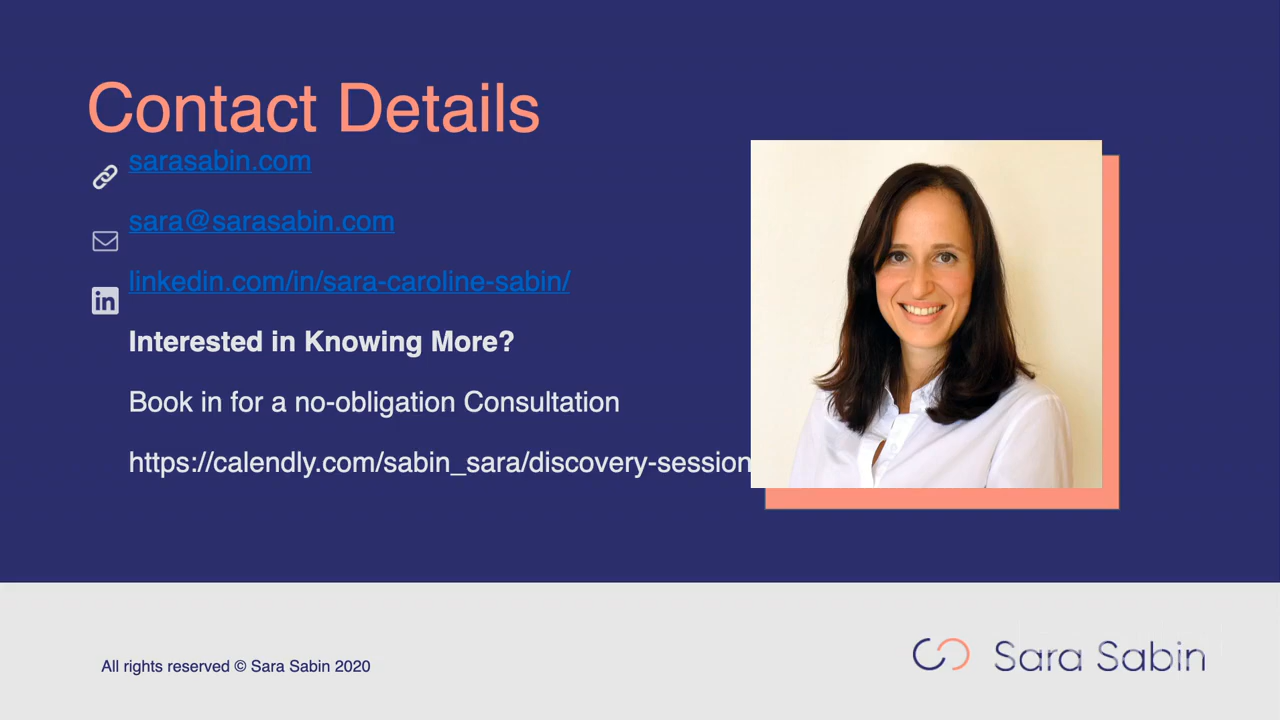 Contact Details
sarasabin.com
sara@sarasabin.com
linkedin.com/in/sara-caroline-sabin/
in
Interested in Knowing More?
Book in for a no-obligation Consultation
https://calendly.com/sabin_sara/discovery-session
All rights reserved © Sara Sabin 2020
Sara Sabin